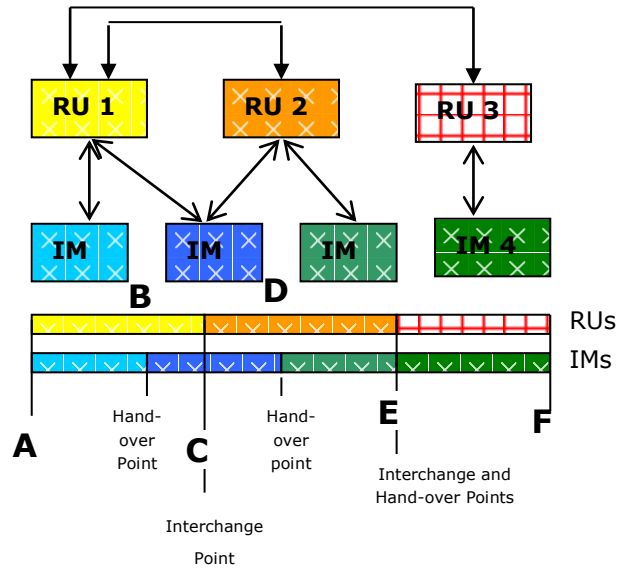 RU 1
RU 2
RU 3
IM
IM
IM
IM 4
B
D
RUs
IMs
A
Hand-
over
Point
C
Hand-
over
point
E
F
Interchange and
Hand-over Points
Interchange
Point